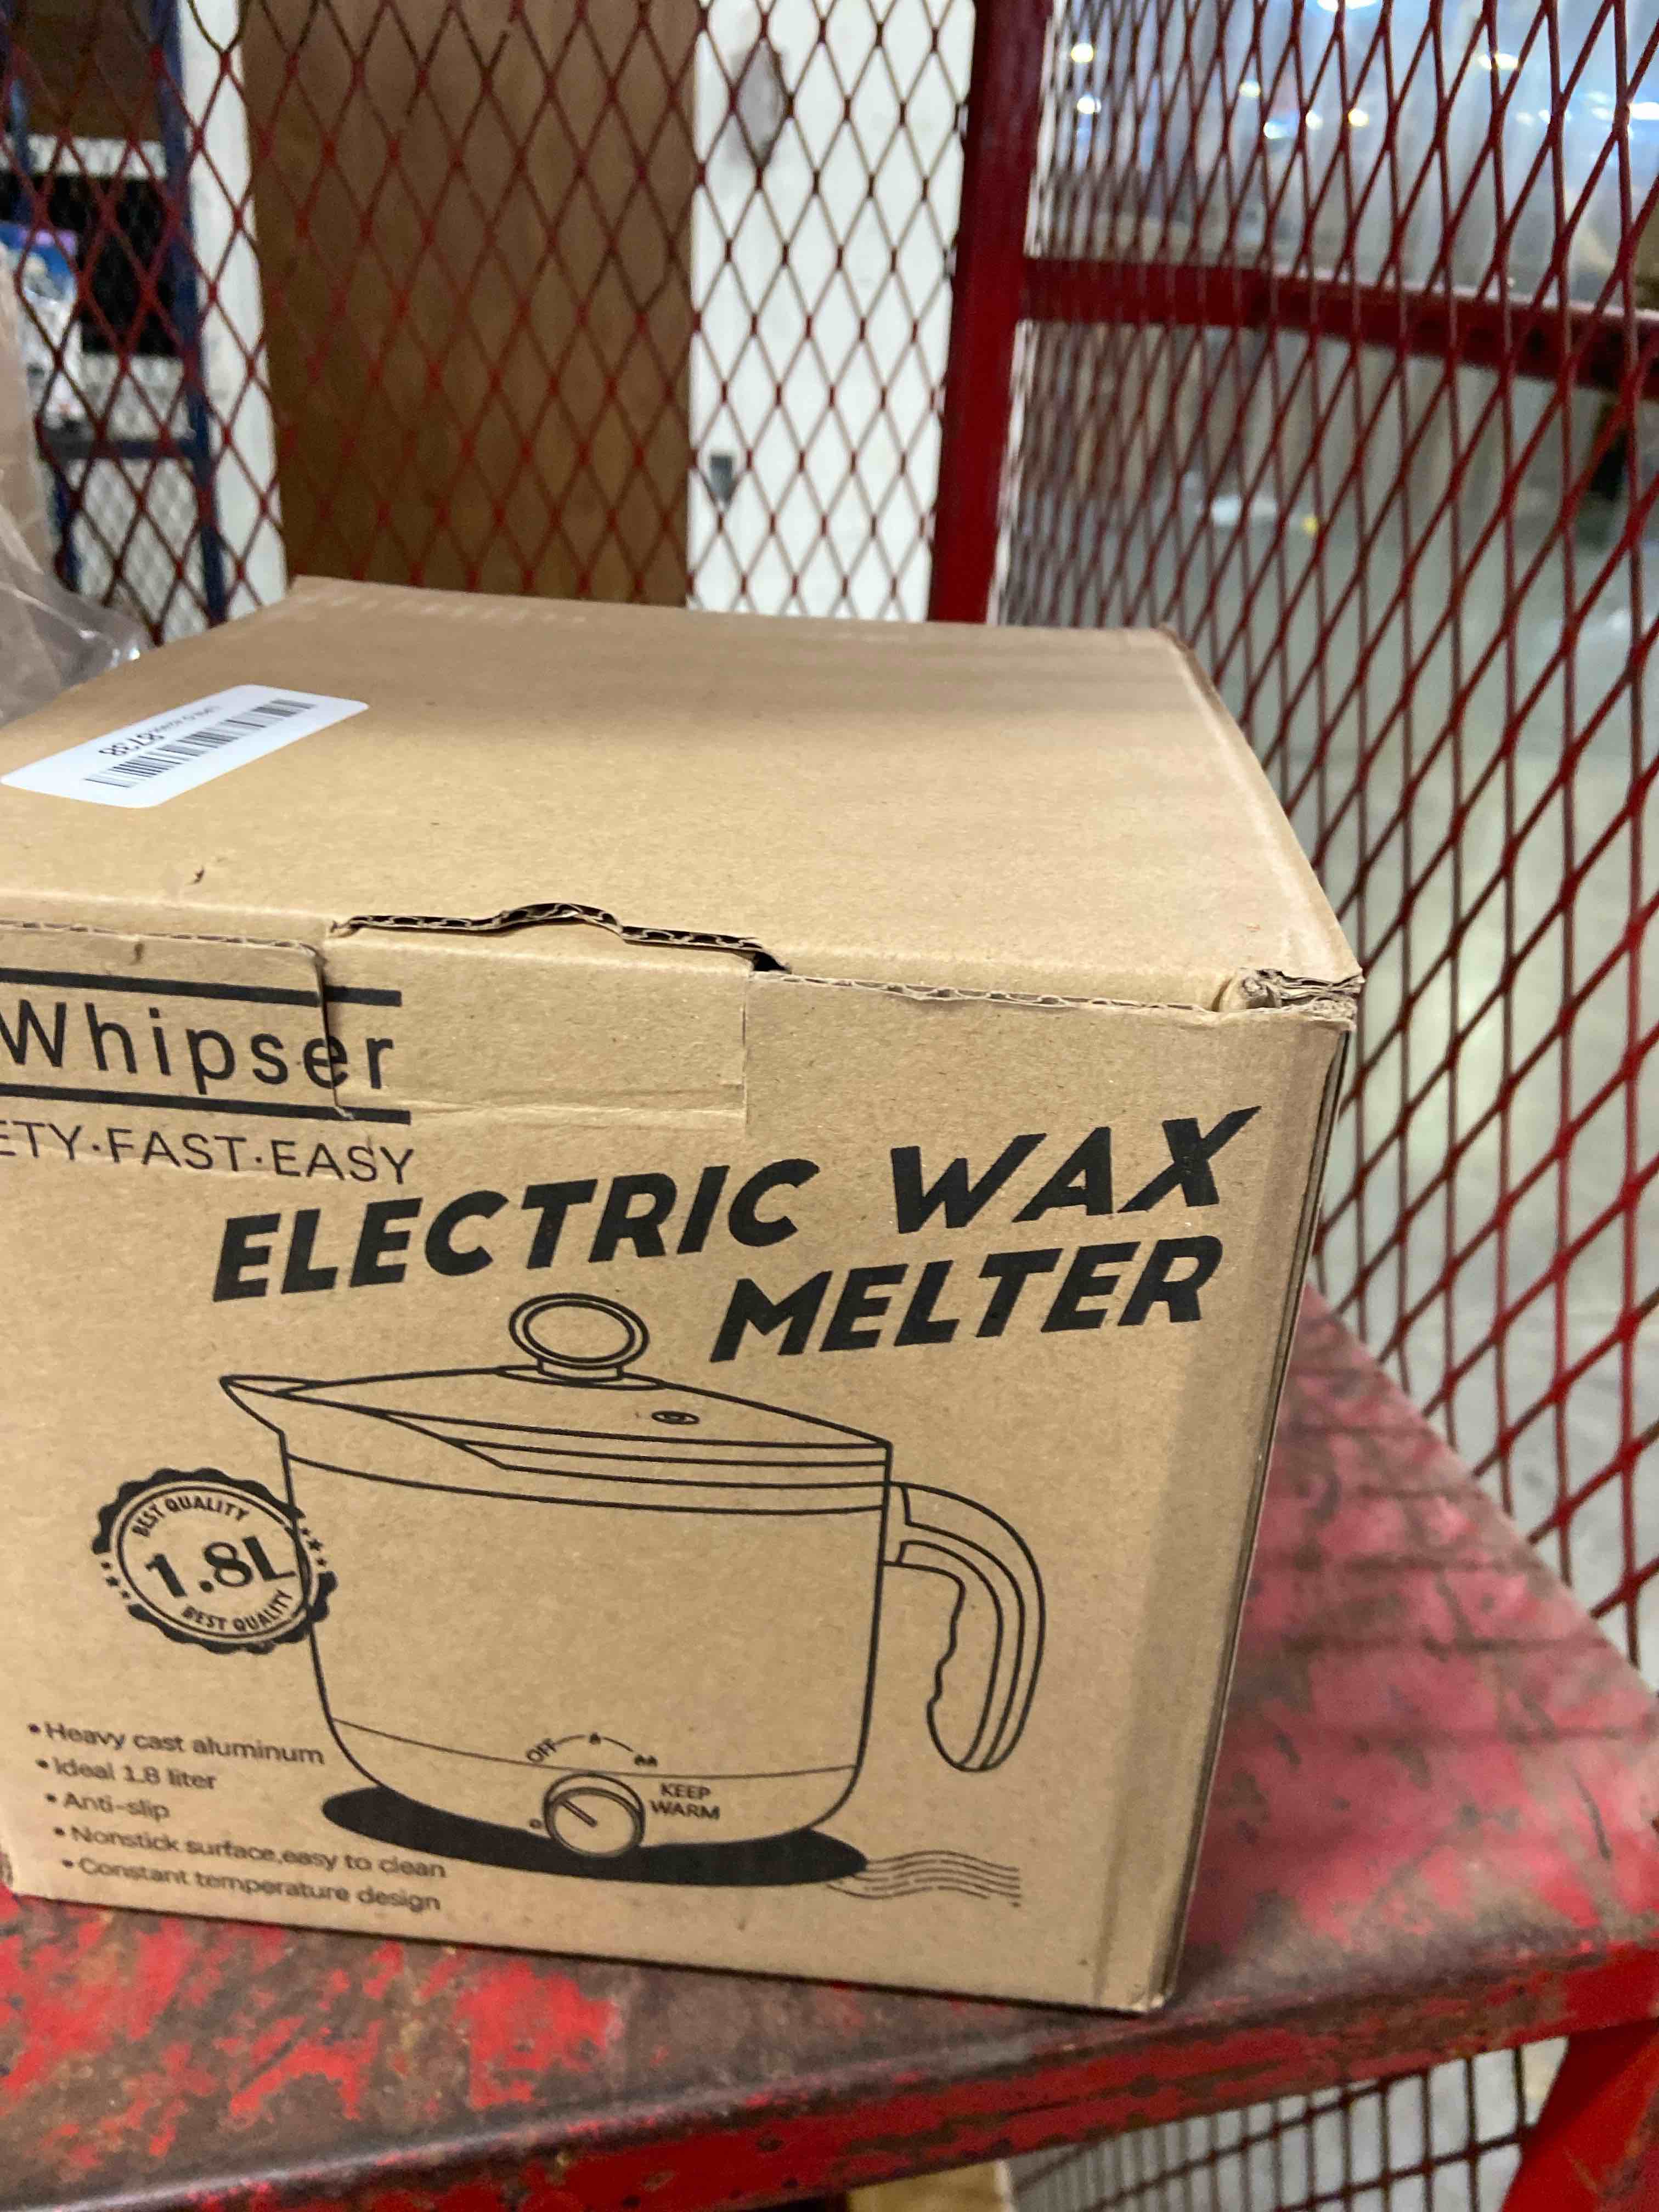 88738
Whipser
ETY·FAST·EASY
ELECTRIC WAX
MELTER
BEST QUALITY
1.8L
BEST QUALITY
OFF
KEEP
WARM
• Heavy cast aluminum
• Ideal 1.8 liter
• Anti-slip
• Nonstick surface,easy to clean
• Constant temperature design